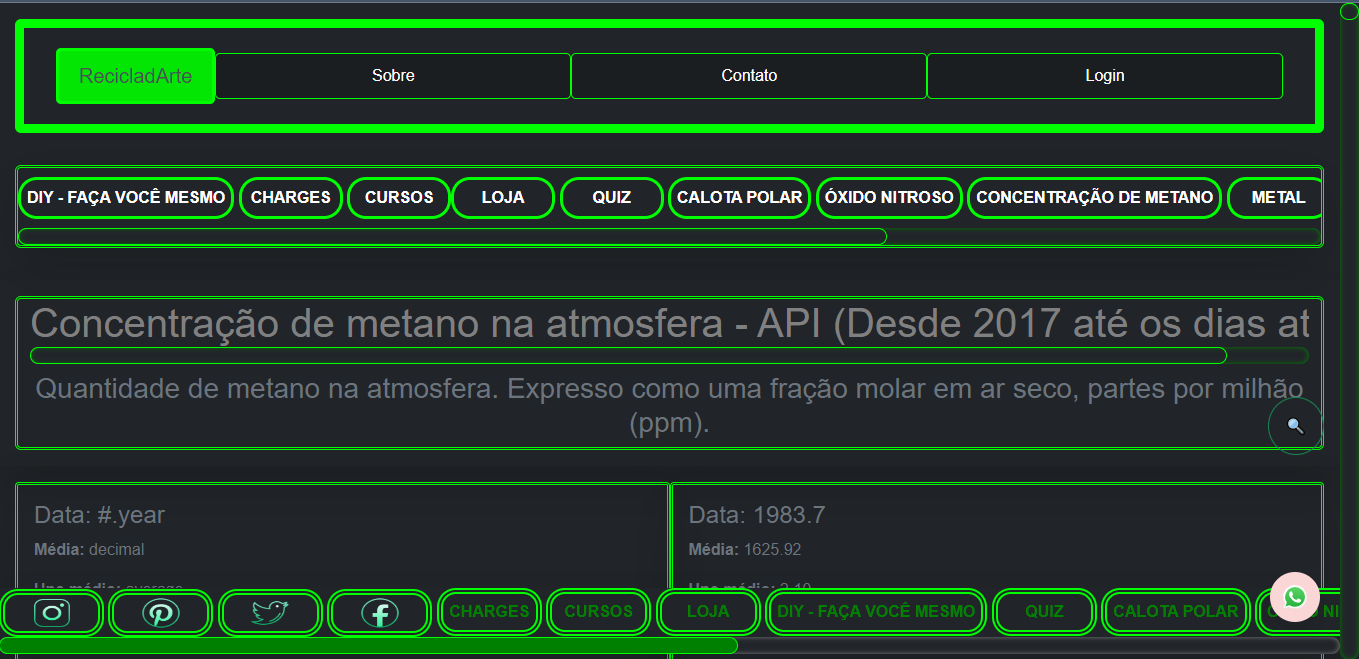 RecicladArte Sobre Contato Login
DIY - FAÇA VOCÊ MESMO CHARGES CURSOS LOJA QUIZ CALOTA POLAR ÓXIDO NITROSO CONCENTRAÇÃO DE METANO METAL
Concentração de metano na atmosfera - API (Desde 2017 até os dias at
Quantidade de metano na atmosfera. Expresso como uma fração molar em ar seco, partes por milhão
(ppm).
Data: #.year
Média: decimal
Data: 1983.7
Média: 1625.92
CHARGES CURSOS LOJA DIY - FAÇA VOCÊ MESMO QUIZ CALOTA POLAR